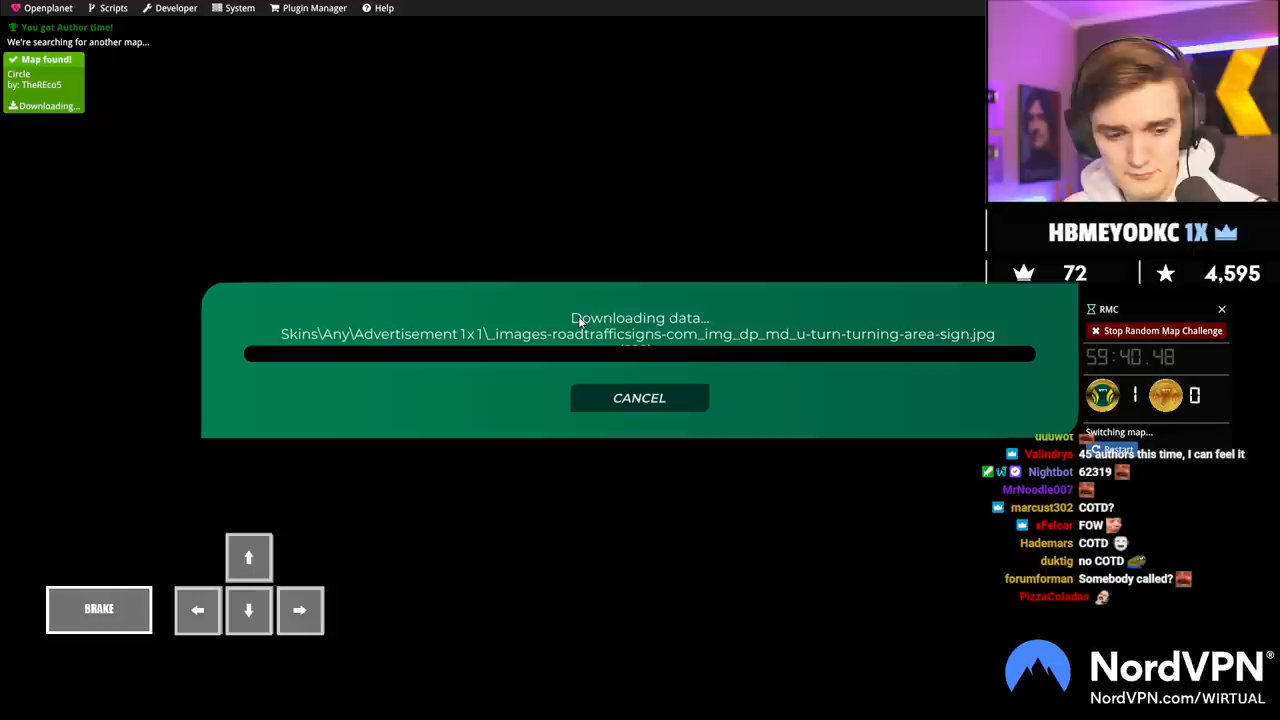 Openplanet Scripts Developer System Plugin Manager Help
You got Author time!
We're searching for another map...
Map found!
Circle
by: TheREco5
Downloading...
HBMEYODKC 1X
72 4,595
RMC
Stop Random Map Challenge
59:40.48
1 0
Switching map...
Restart
Downloading data...
Skins\Any\Advertisement 1x1\_images-roadtrafficsigns-com_img_dp_md_u-turn-turning-area-sign.jpg
CANCEL
duuwot
Valindrys 45 authors this time, I can feel it
Nightbot 62319
MrNoodle007
marcust302 COTD?
xFelcor FOW
Hademars COTD
duktig no COTD
forumforman Somebody called?
PizzaColadas
BRAKE
NordVPN®
NordVPN.com/WIRTUAL